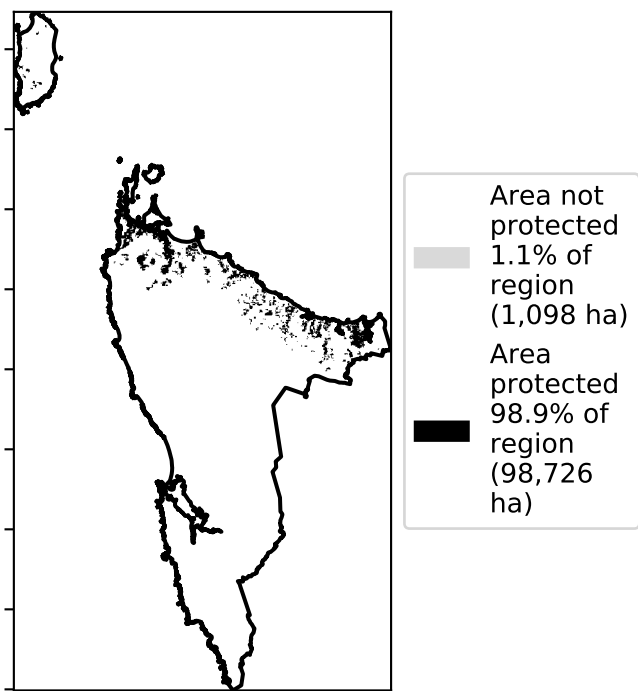 Area not
protected
1.1% of
region
(1,098 ha)
Area
protected
98.9% of
region
(98,726
ha)